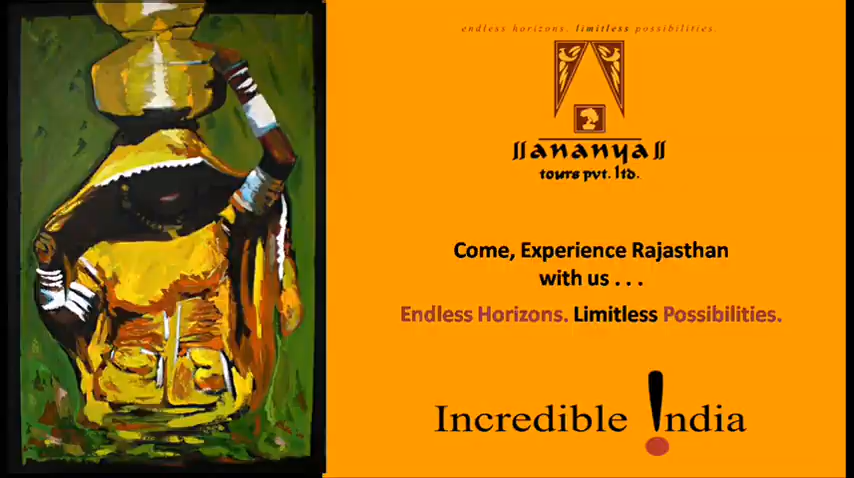 endless horizons. limitless possibilities.
||ananya||
tours pvt. ltd.
Come, Experience Rajasthan
with us . . .
Endless Horizons. Limitless Possibilities.
Incredible !ndia